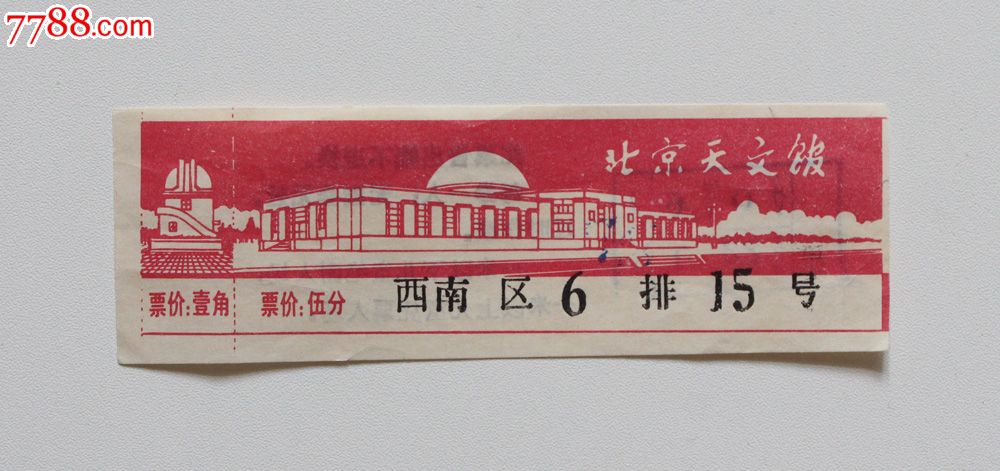 7788.com
北京天文馆
票价:壹角 票价:伍分 西南 区 6 排 15 号